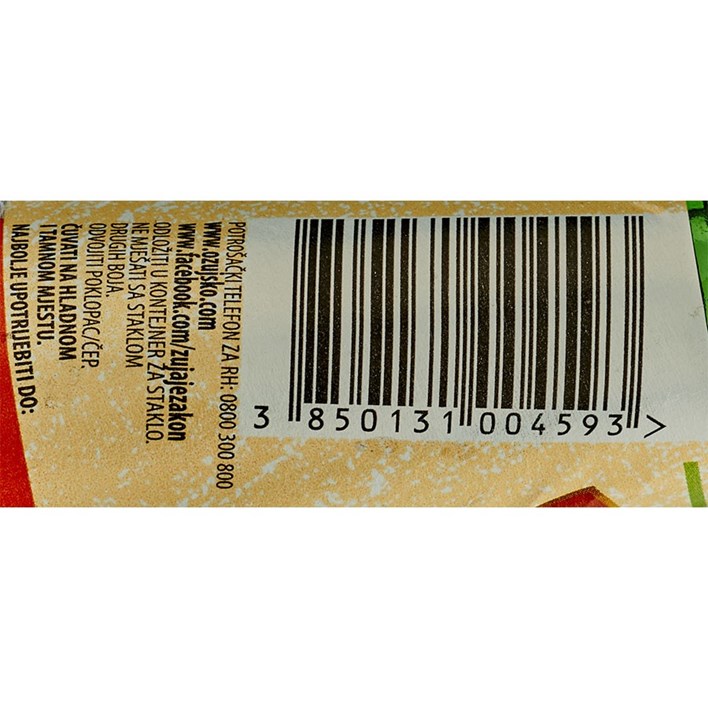 POTROŠAČKI TELEFON ZA RH: 0800 300 800
www.ozujsko.com
www.facebook.com/zujajezakon
ODLOŽITI U KONTEJNER ZA STAKLO.
NE MIJEŠATI SA STAKLOM
DRUGIH BOJA.
ODVOJITI POKLOPAC/ČEP.
ČUVATI NA HLADNOM
I TAMNOM MJESTU.
NAJBOLJE UPOTRIJEBITI DO:
3 850131 004593 >